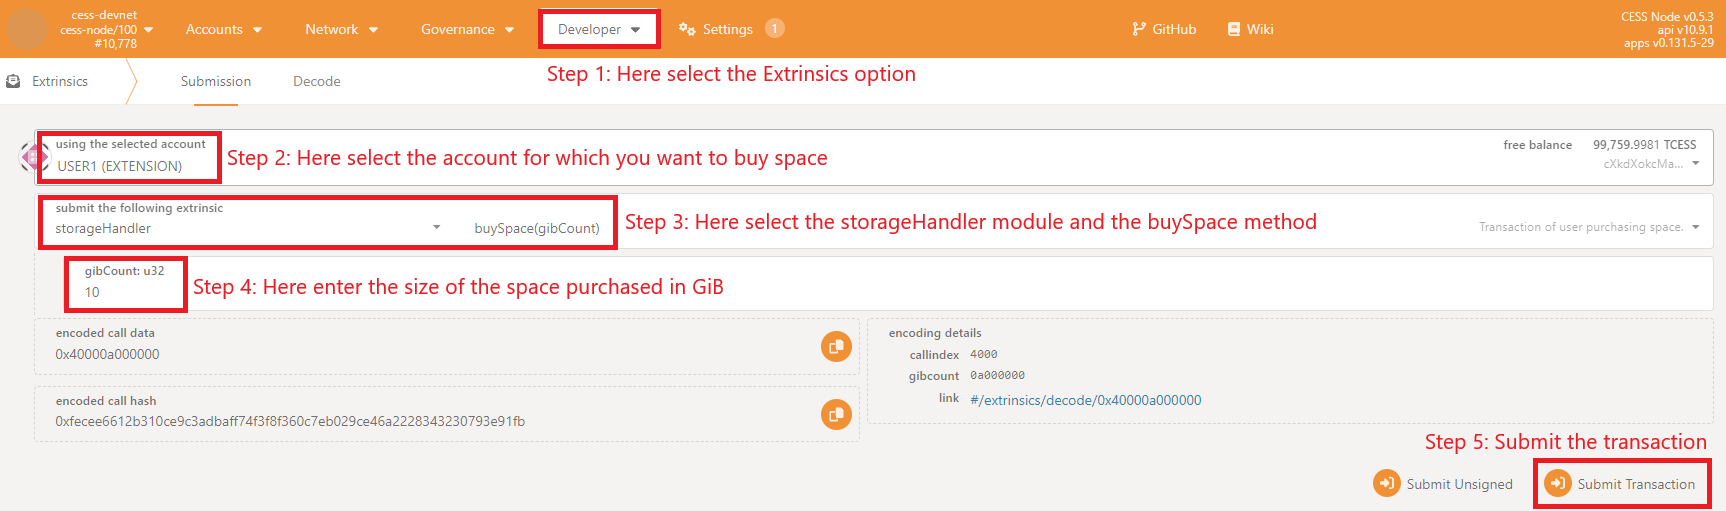 cess-devnet
cess-node/100
#10,778
Accounts
Network
Governance
Developer
Settings
1
GitHub
Wiki
CESS Node v0.5.3
api v10.9.1
apps v0.131.5-29
Extrinsics
Submission
Decode
Step 1: Here select the Extrinsics option
using the selected account
USER1 (EXTENSION)
Step 2: Here select the account for which you want to buy space
free balance 99,759.9981 TCESS
cXkdXokcMa...
submit the following extrinsic
storageHandler
buySpace(gibCount)
Step 3: Here select the storageHandler module and the buySpace method
Transaction of user purchasing space.
gibCount: u32
10
Step 4: Here enter the size of the space purchased in GiB
encoded call data
0x40000a000000
encoded call hash
0xfecee6612b310ce9c3adbaff74f3f8f360c7eb029ce46a2228343230793e91fb
encoding details
callindex 4000
gibcount 0a000000
link #/extrinsics/decode/0x40000a000000
Step 5: Submit the transaction
Submit Unsigned
Submit Transaction